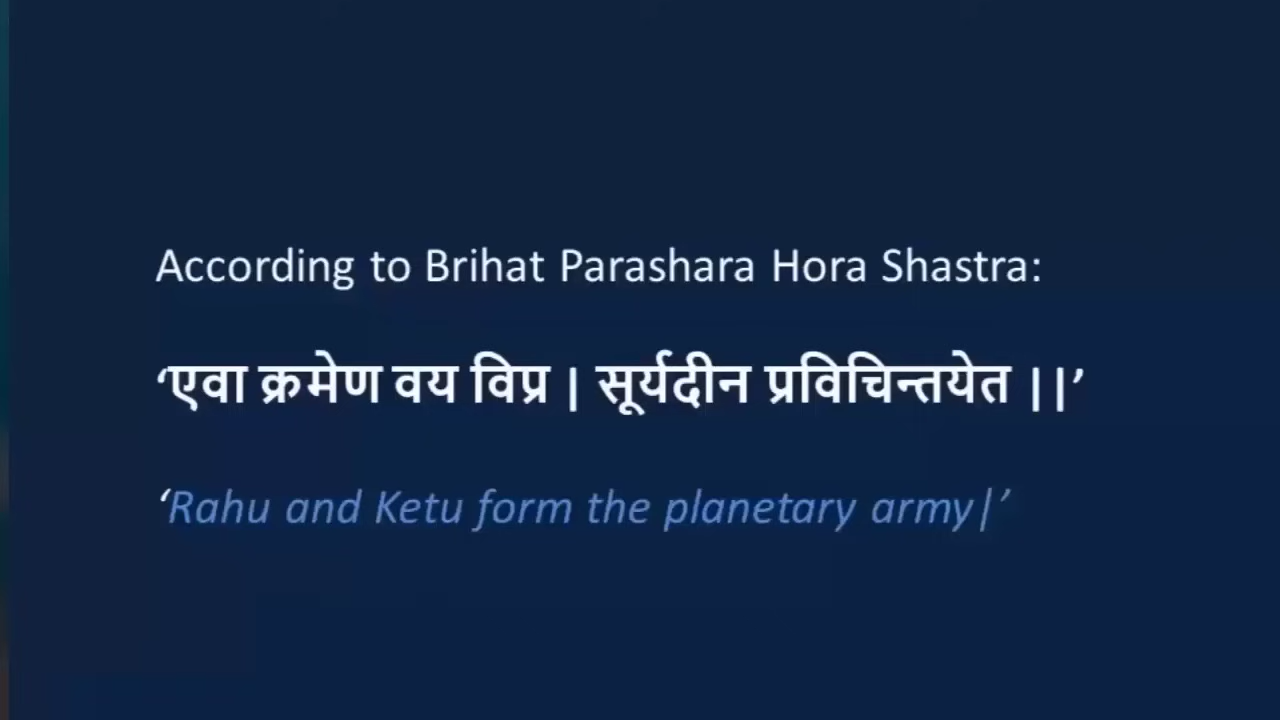 According to Brihat Parashara Hora Shastra:
‘एवा क्रमेण वय विप्र | सूर्यदीन प्रविचिन्तयेत ||’
‘Rahu and Ketu form the planetary army|’